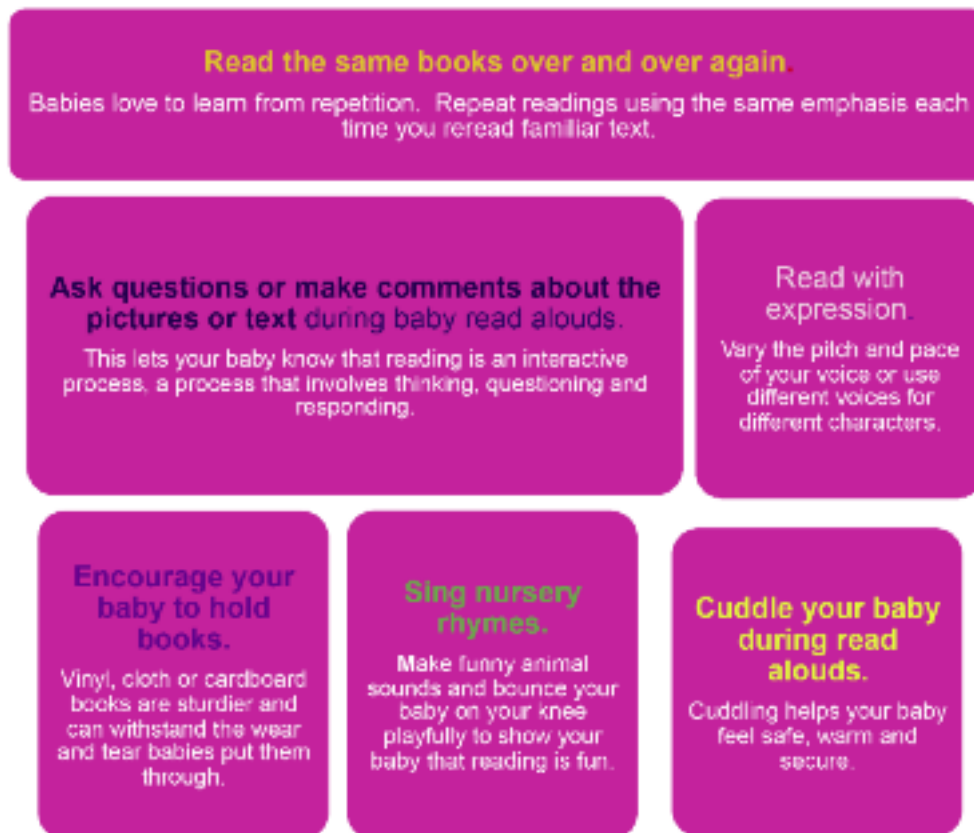 Read the same books over and over again.
Babies love to learn from repetition. Repeat readings using the same emphasis each
time you reread familiar text.
Ask questions or make comments about the
pictures or text during baby read alouds.
This lets your baby know that reading is an interactive
process, a process that involves thinking, questioning and
responding.
Read with
expression.
Vary the pitch and pace
of your voice or use
different voices for
different characters.
Encourage your
baby to hold
books.
Vinyl, cloth or cardboard
books are sturdier and
can withstand the wear
and tear babies put them
through.
Sing nursery
rhymes.
Make funny animal
sounds and bounce your
baby on your knee
playfully to show your
baby that reading is fun.
Cuddle your baby
during read
alouds.
Cuddling helps your baby
feel safe, warm and
secure.